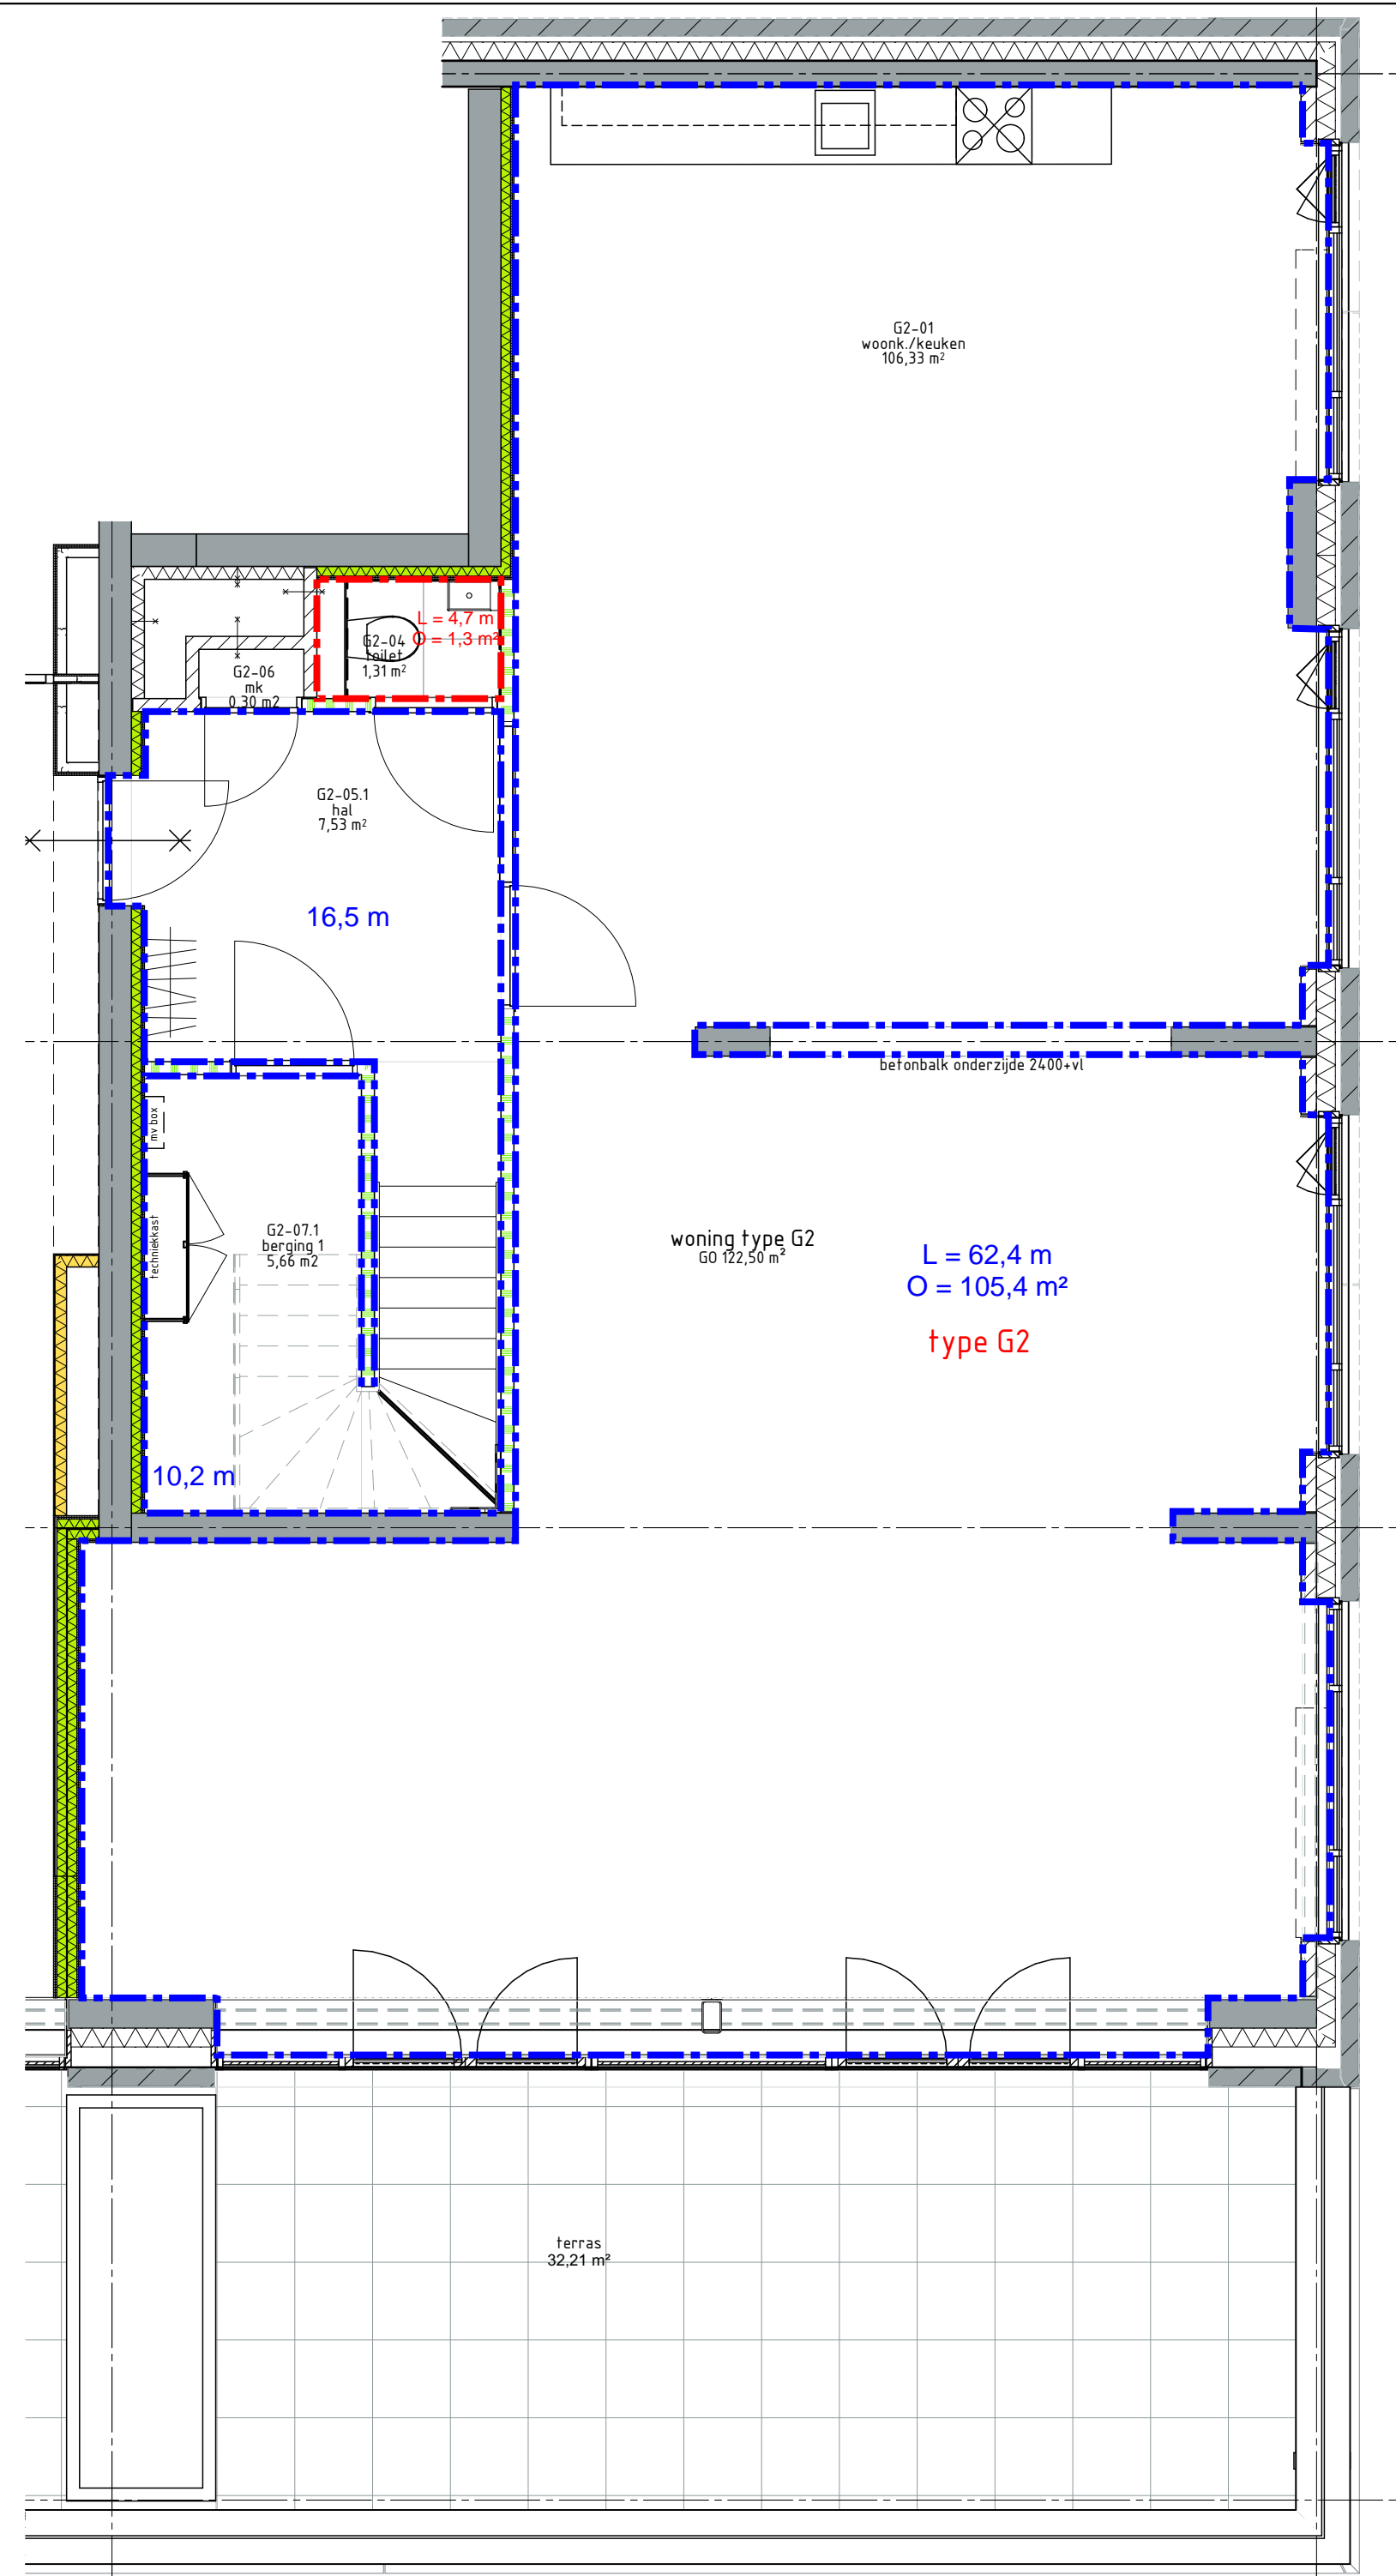 G2-01
woonk./keuken
106,33 m²
L = 4,7 m
O = 1,3 m²
G2-04
toilet
1,31 m²
G2-06
mk
0.30 m2
G2-05.1
hal
7,53 m²
16,5 m
betonbalk onderzijde 2400+vl
mv box
techniekkast
G2-07.1
berging 1
5,66 m2
woning type G2
GO 122,50 m²
L = 62,4 m
O = 105,4 m²
type G2
10,2 m
terras
32,21 m²